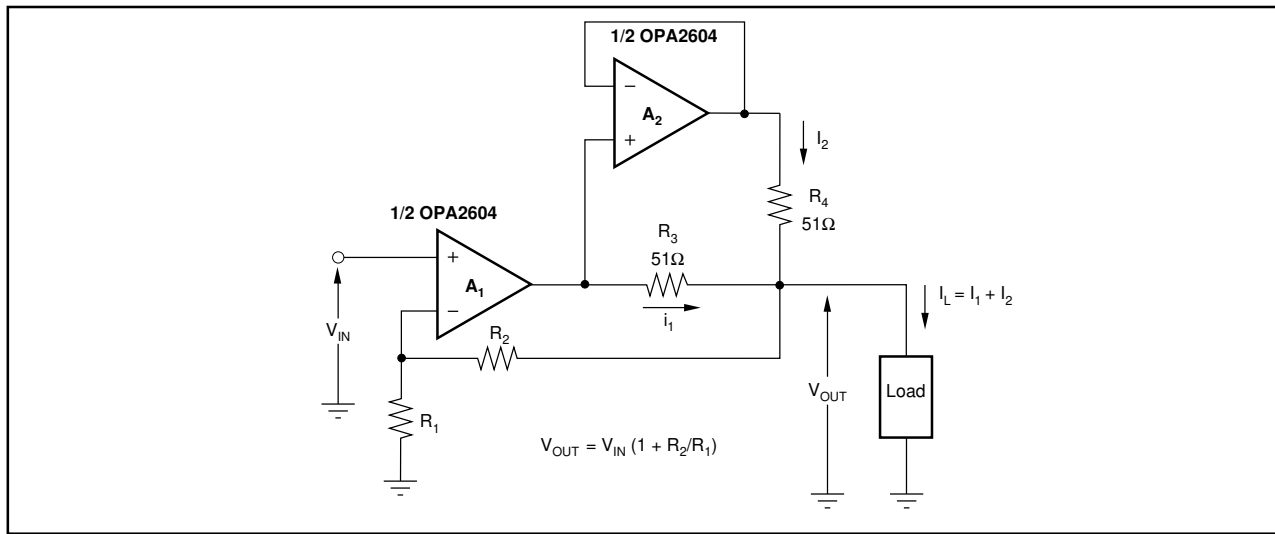 1/2 OPA2604
−
A2
+
I2
R4
51Ω
1/2 OPA2604
+
A1
−
R3
51Ω
i1
IL = I1 + I2
VIN
R2
VOUT
Load
R1
VOUT = VIN (1 + R2/R1)